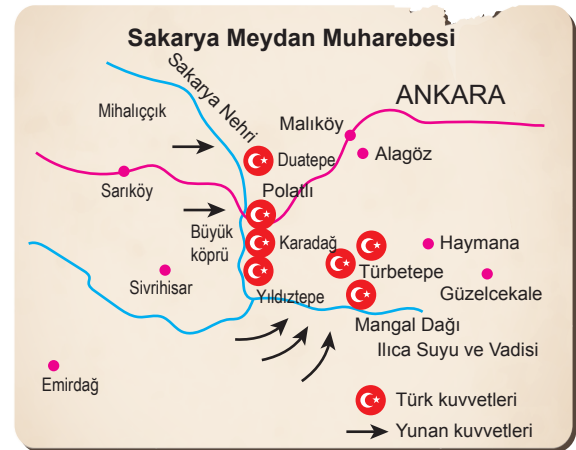 Sakarya Meydan Muharebesi
Sakarya Nehri
Mihalıççık
ANKARA
Malıköy
Alagöz
Duatepe
Sarıköy
Polatlı
Büyük
köprü
Karadağ
Haymana
Türbetepe
Sivrihisar
Yıldıztepe
Güzelcekale
Mangal Dağı
Ilıca Suyu ve Vadisi
Emirdağ
Türk kuvvetleri
Yunan kuvvetleri